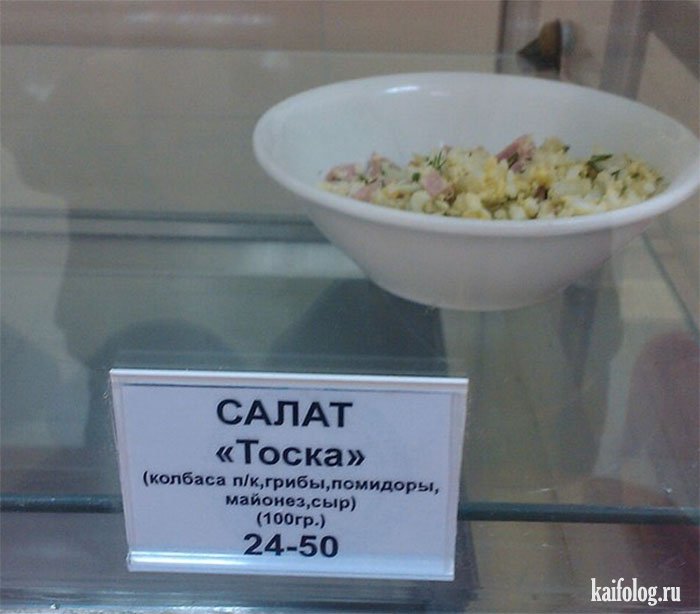 САЛАТ
«Тоска»
(колбаса п/к,грибы,помидоры,
майонез,сыр)
(100гр.)
24-50
kaifolog.ru